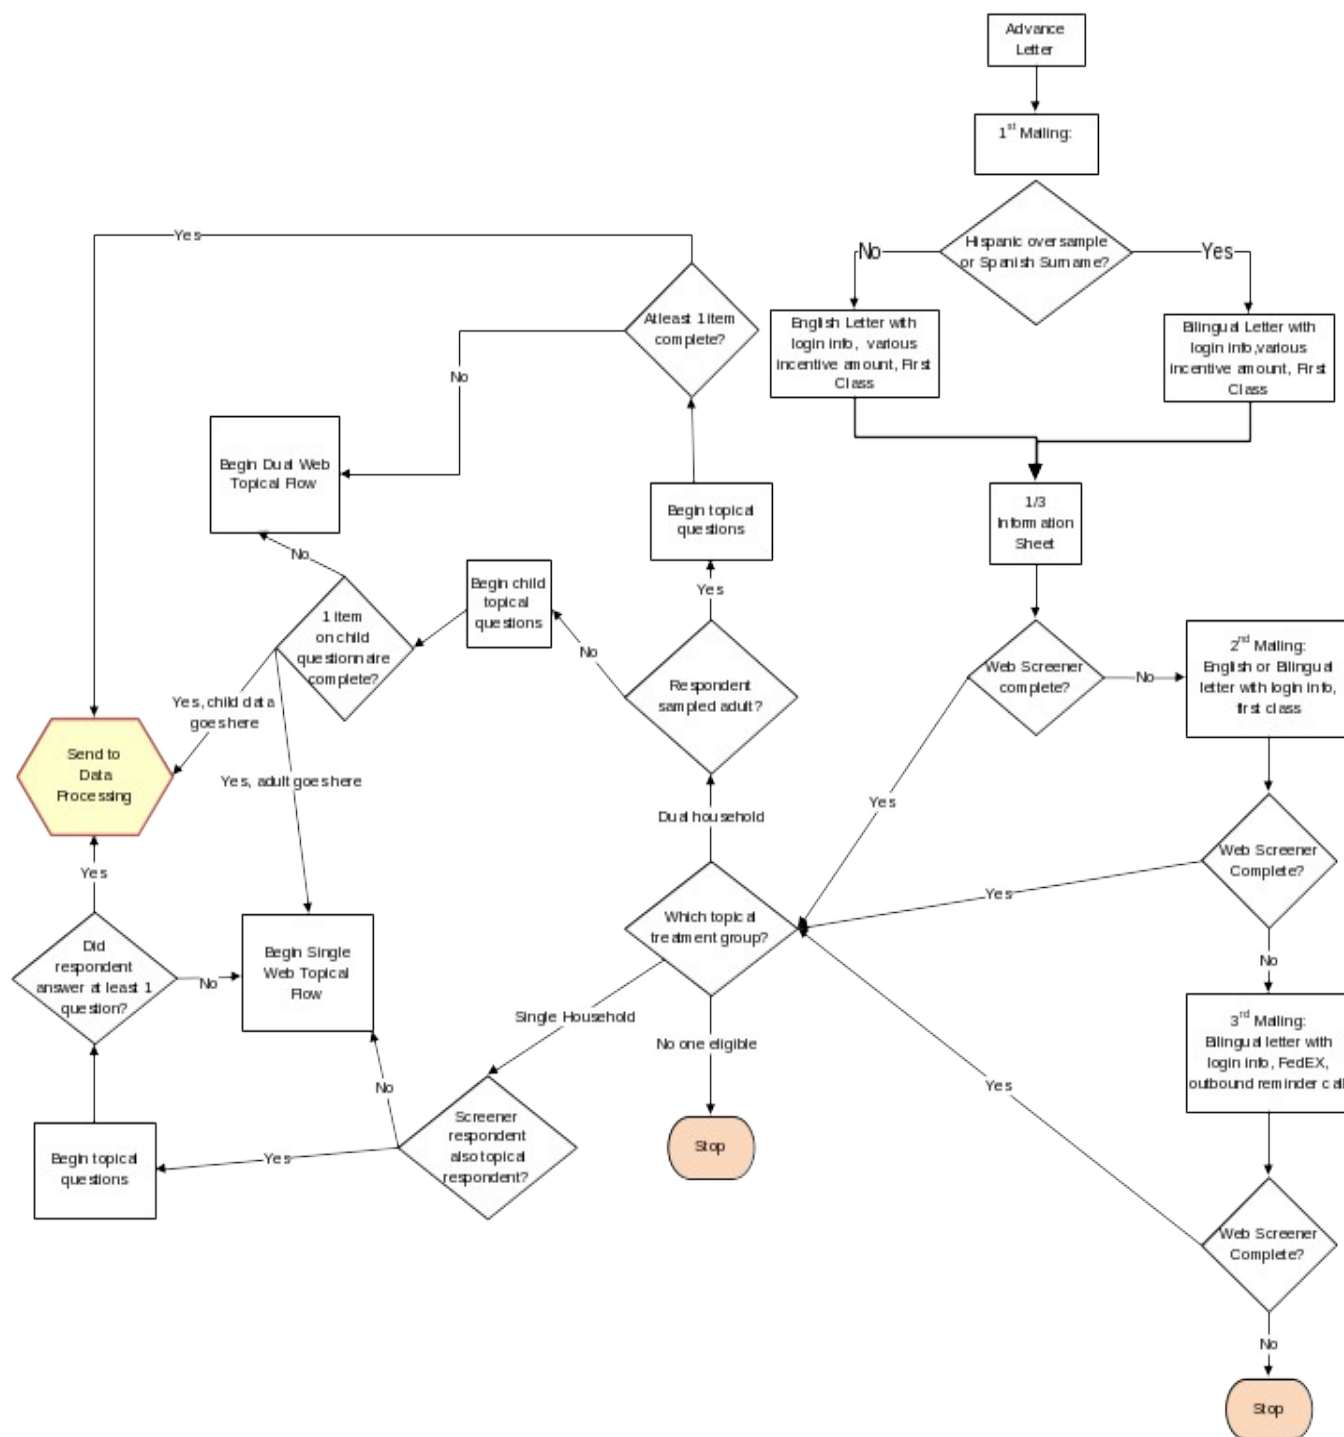 Advance
Letter
1st Mailing:
Hispanic oversample
or Spanish Surname?
No
Yes
English Letter with
login info, various
incentive amount, First
Class
Bilingual Letter with
login info,various
incentive amount, First
Class
1/3
Information
Sheet
Web Screener
complete?
No
Yes
2nd Mailing:
English or Bilingual
letter with login info,
first class
Web Screener
Complete?
Yes
No
3rd Mailing:
Bilingual letter with
login info, FedEX,
outbound reminder call
Web Screener
Complete?
Yes
No
Stop
Which topical
treatment group?
Dual household
Single Household
No one eligible
Stop
Respondent
sampled adult?
Yes
No
Begin topical
questions
At least 1 item
complete?
Yes
No
Begin Dual Web
Topical Flow
Begin child
topical
questions
1 item
on child
questionnaire
complete?
No
Yes, child data
goes here
Yes, adult goes here
Send to
Data
Processing
Yes
Did
respondent
answer at least 1
question?
No
Begin Single
Web Topical
Flow
Screener
respondent
also topical
respondent?
No
Yes
Begin topical
questions